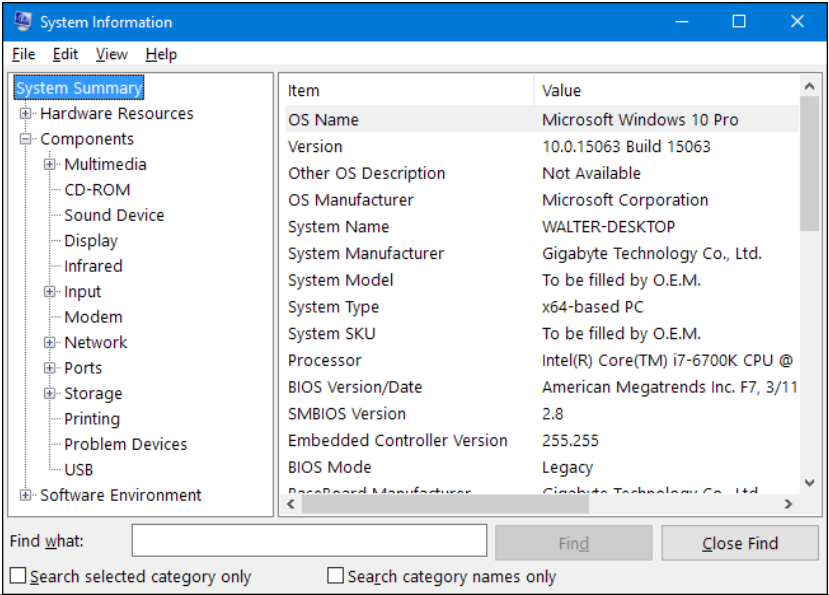 System Information
File Edit View Help
System Summary
Hardware Resources
Components
Multimedia
CD-ROM
Sound Device
Display
Infrared
Input
Modem
Network
Ports
Storage
Printing
Problem Devices
USB
Software Environment
Item Value
OS Name Microsoft Windows 10 Pro
Version 10.0.15063 Build 15063
Other OS Description Not Available
OS Manufacturer Microsoft Corporation
System Name WALTER-DESKTOP
System Manufacturer Gigabyte Technology Co., Ltd.
System Model To be filled by O.E.M.
System Type x64-based PC
System SKU To be filled by O.E.M.
Processor Intel(R) Core(TM) i7-6700K CPU @
BIOS Version/Date American Megatrends Inc. F7, 3/11
SMBIOS Version 2.8
Embedded Controller Version 255.255
BIOS Mode Legacy
BaseBoard Manufacturer Gigabyte Technology Co., Ltd.
Find what: Find Close Find
Search selected category only Search category names only